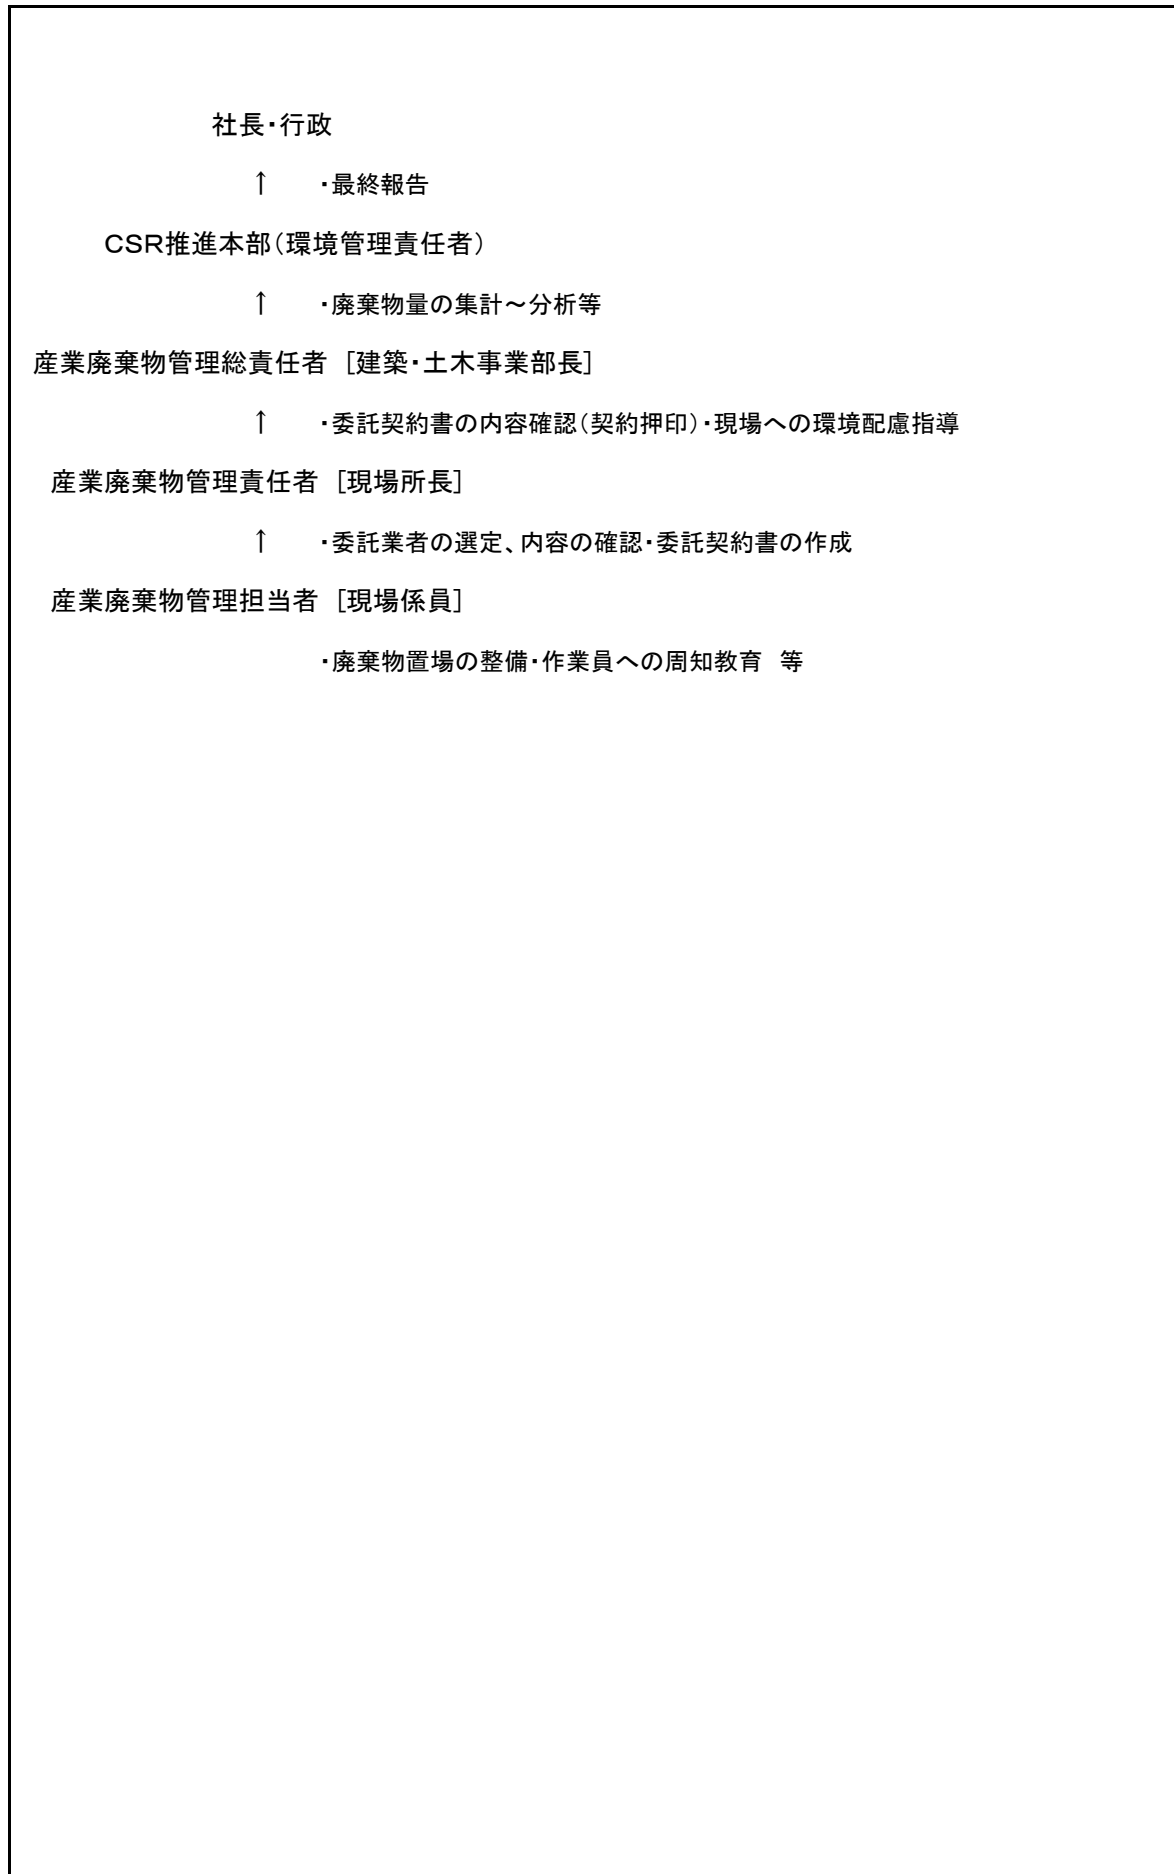 社長・行政
↑　・最終報告
CSR推進本部（環境管理責任者）
↑　・廃棄物量の集計～分析等
産業廃棄物管理総責任者　[建築・土木事業部長]
↑　・委託契約書の内容確認（契約押印）・現場への環境配慮指導
産業廃棄物管理責任者　[現場所長]
↑　・委託業者の選定、内容の確認・委託契約書の作成
産業廃棄物管理担当者　[現場係員]
・廃棄物置場の整備・作業員への周知教育　等